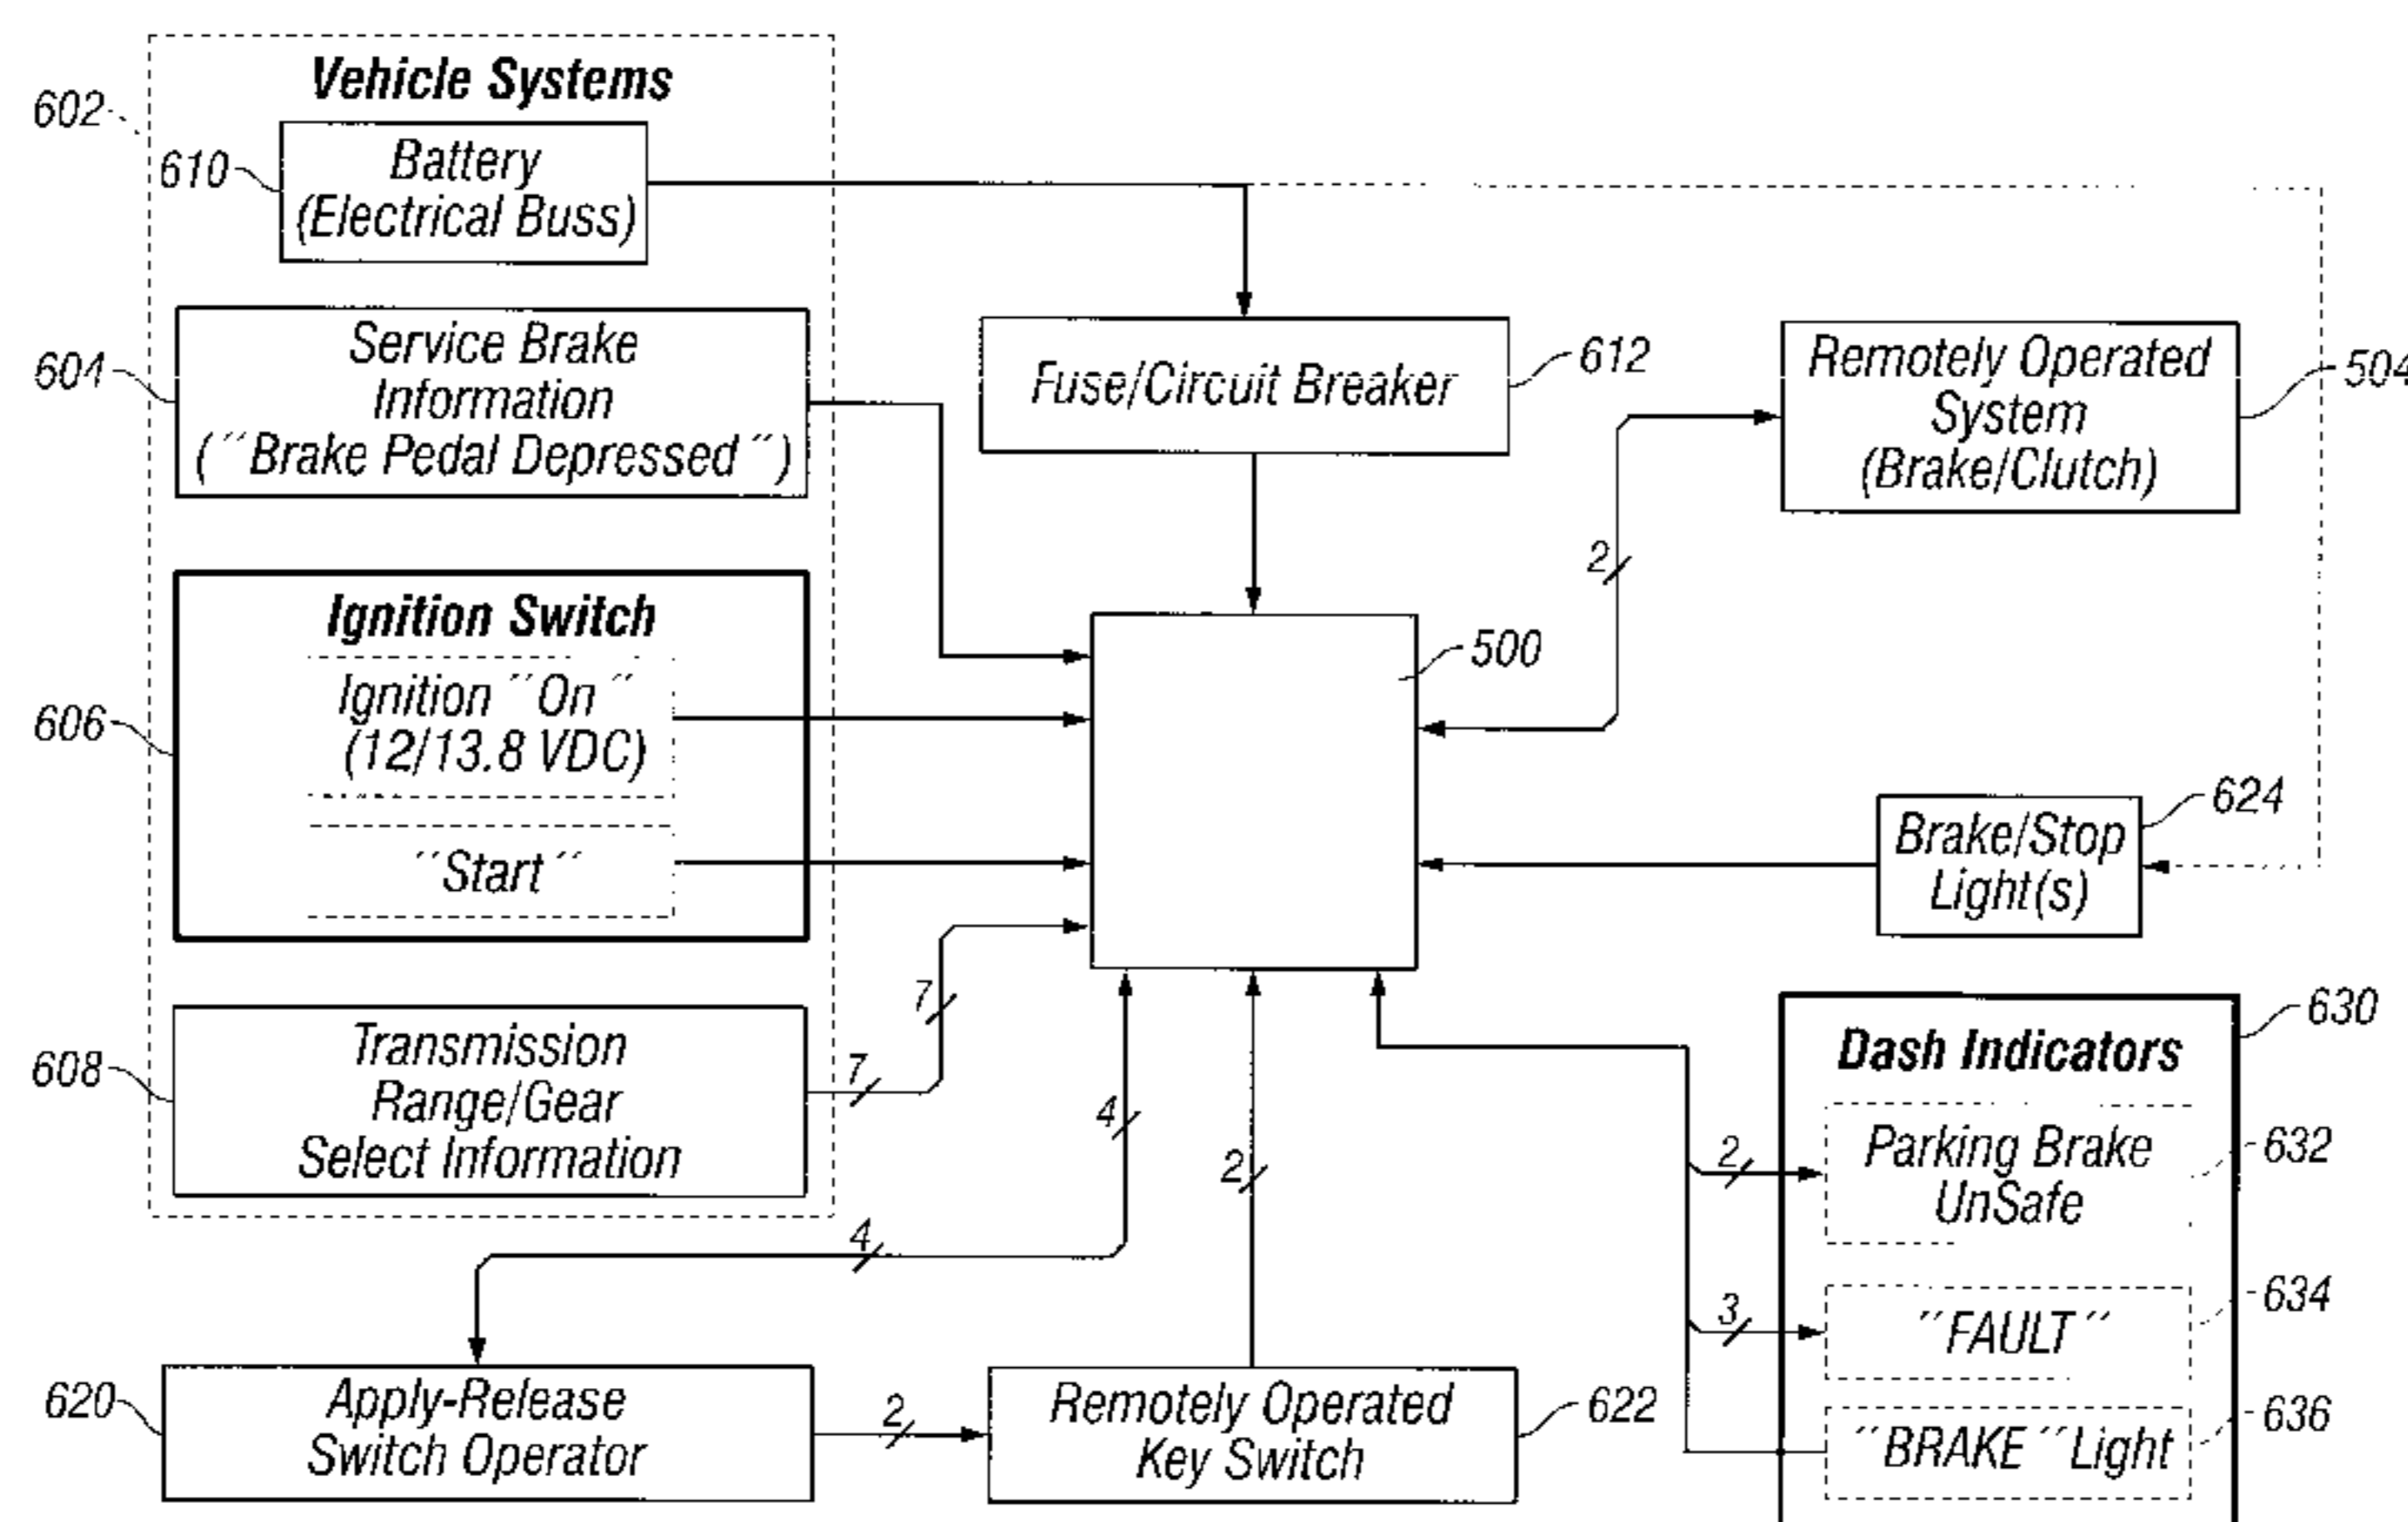 Vehicle Systems
602
610
Battery
(Electrical Buss)
604
Service Brake
Information
(˝Brake Pedal Depressed˝)
Fuse/Circuit Breaker
612
Remotely Operated
System
(Brake/Clutch)
504
2
606
Ignition Switch
Ignition ˝On˝
(12/13.8 VDC)
˝Start˝
500
624
Brake/Stop
Light(s)
608
Transmission
Range/Gear
Select Information
7
7
4
4
2
630
Dash Indicators
2
Parking Brake
UnSafe
632
3
˝FAULT˝
634
˝BRAKE˝Light
636
620
Apply-Release
Switch Operator
2
Remotely Operated
Key Switch
622